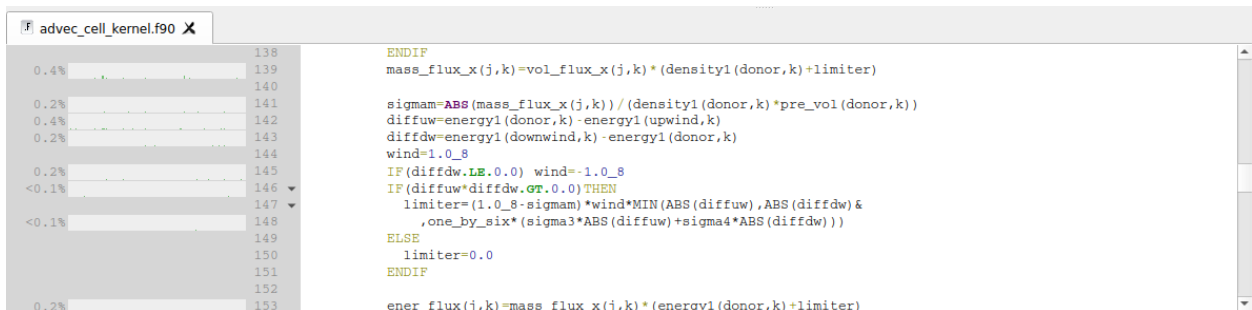 advec_cell_kernel.f90 X
138 ENDIF
0.4% 139 mass_flux_x(j,k)=vol_flux_x(j,k)*(density1(donor,k)+limiter)
140
0.2% 141 sigmam=ABS(mass_flux_x(j,k))/(density1(donor,k)*pre_vol(donor,k))
0.4% 142 diffuw=energy1(donor,k)-energy1(upwind,k)
0.2% 143 diffdw=energy1(downwind,k)-energy1(donor,k)
144 wind=1.0_8
0.2% 145 IF(diffdw.LE.0.0) wind=-1.0_8
<0.1% 146 IF(diffuw*diffdw.GT.0.0)THEN
147 limiter=(1.0_8-sigmam)*wind*MIN(ABS(diffuw),ABS(diffdw)&
<0.1% 148 ,one_by_six*(sigma3*ABS(diffuw)+sigma4*ABS(diffdw)))
149 ELSE
150 limiter=0.0
151 ENDIF
152
0.2% 153 ener_flux(j,k)=mass_flux_x(j,k)*(energy1(donor,k)+limiter)